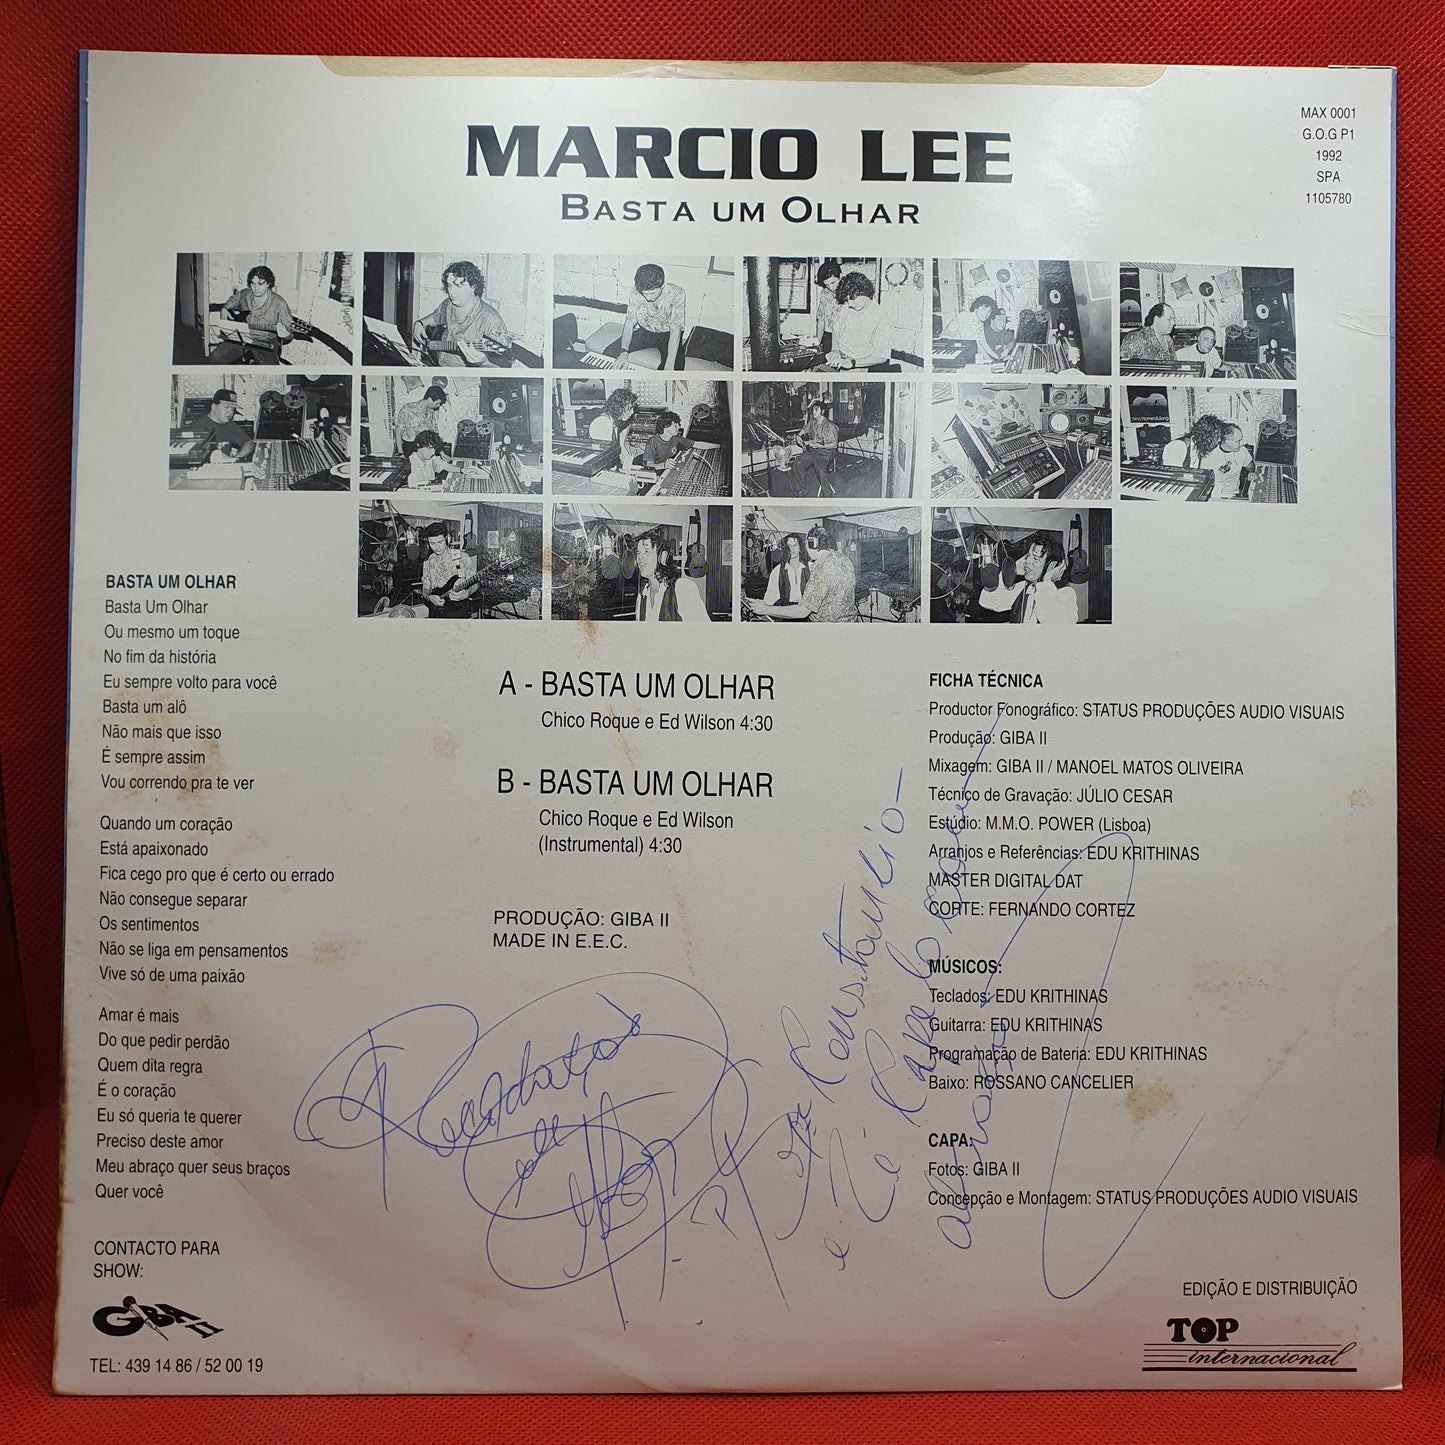 MARCIO LEE
BASTA UM OLHAR
MAX 0001
G.O.G P1
1992
SPA
1105780
BASTA UM OLHAR
Basta Um Olhar
Ou mesmo um toque
No fim da história
Eu sempre volto para você
Basta um alô
Não mais que isso
É sempre assim
Vou correndo pra te ver
Quando um coração
Está apaixonado
Fica cego pro que é certo ou errado
Não consegue separar
Os sentimentos
Não se liga em pensamentos
Vive só de uma paixão
Amar é mais
Do que pedir perdão
Quem dita regra
É o coração
Eu só queria te querer
Preciso deste amor
Meu abraço quer seus braços
Quer você
CONTACTO PARA
SHOW:
GIBA II
TEL: 439 14 86 / 52 00 19
A - BASTA UM OLHAR
Chico Roque e Ed Wilson 4:30
B - BASTA UM OLHAR
Chico Roque e Ed Wilson
(Instrumental) 4:30
PRODUÇÃO: GIBA II
MADE IN E.E.C.
FICHA TÉCNICA
Productor Fonográfico: STATUS PRODUÇÕES AUDIO VISUAIS
Produção: GIBA II
Mixagem: GIBA II / MANOEL MATOS OLIVEIRA
Técnico de Gravação: JÚLIO CESAR
Estúdio: M.M.O. POWER (Lisboa)
Arranjos e Referências: EDU KRITHINAS
MASTER DIGITAL DAT
CORTE: FERNANDO CORTEZ
MÚSICOS:
Teclados: EDU KRITHINAS
Guitarra: EDU KRITHINAS
Programação de Bateria: EDU KRITHINAS
Baixo: ROSSANO CANCELIER
CAPA:
Fotos: GIBA II
Concepção e Montagem: STATUS PRODUÇÕES AUDIO VISUAIS
EDIÇÃO E DISTRIBUIÇÃO
TOP
internacional